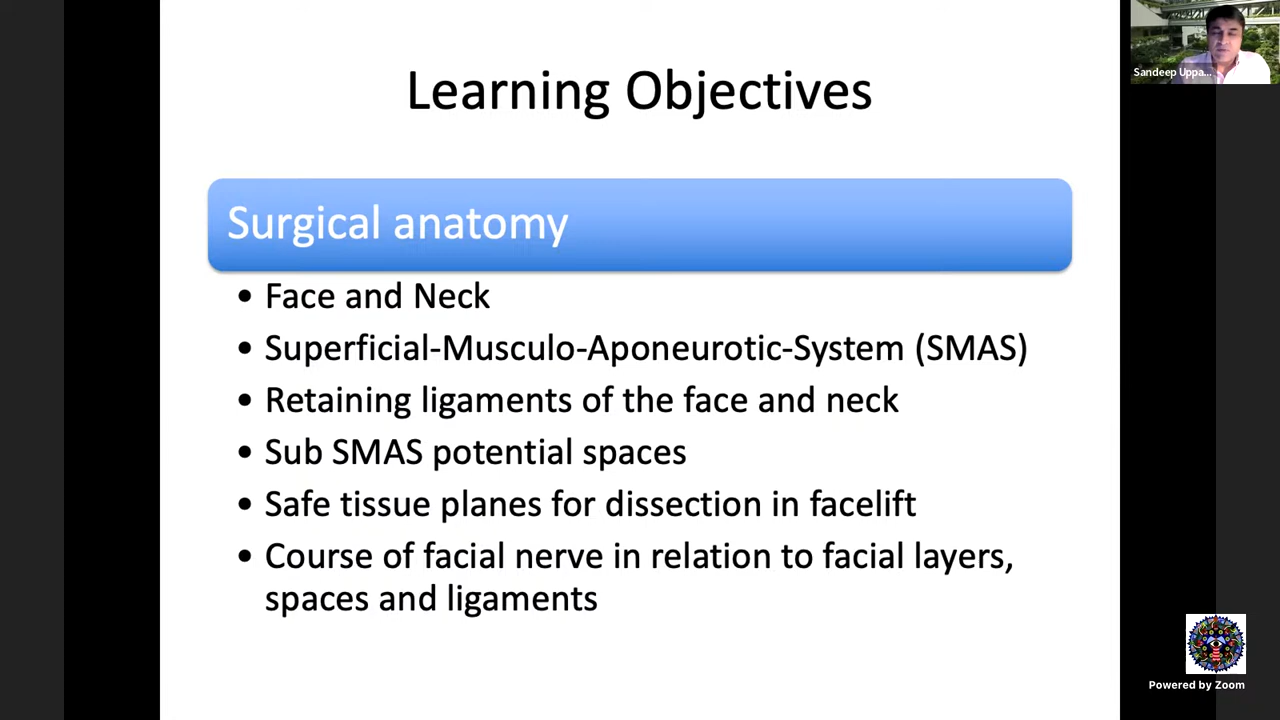 Learning Objectives
Sandeep Uppa...
Surgical anatomy
• Face and Neck
• Superficial-Musculo-Aponeurotic-System (SMAS)
• Retaining ligaments of the face and neck
• Sub SMAS potential spaces
• Safe tissue planes for dissection in facelift
• Course of facial nerve in relation to facial layers,
spaces and ligaments
Powered by Zoom